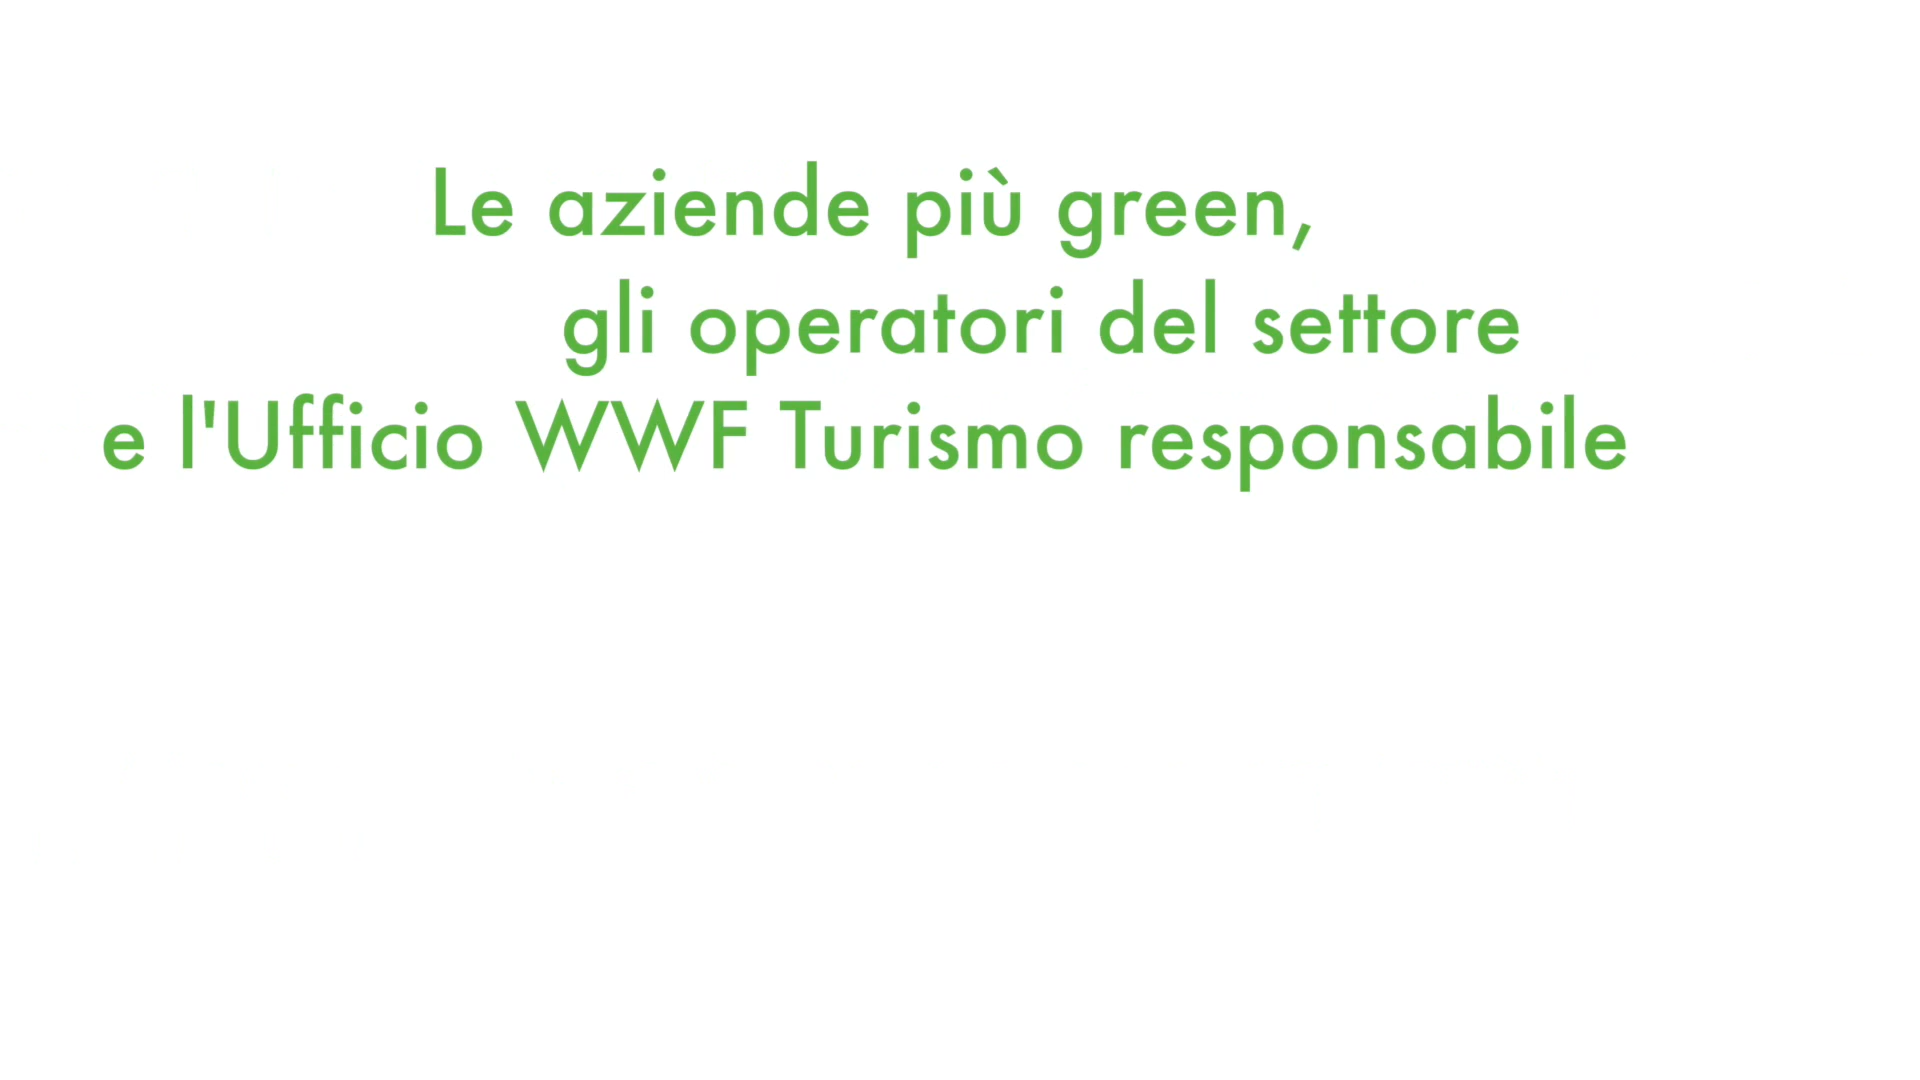 Le aziende più green,
gli operatori del settore
e l'Ufficio WWF Turismo responsabile